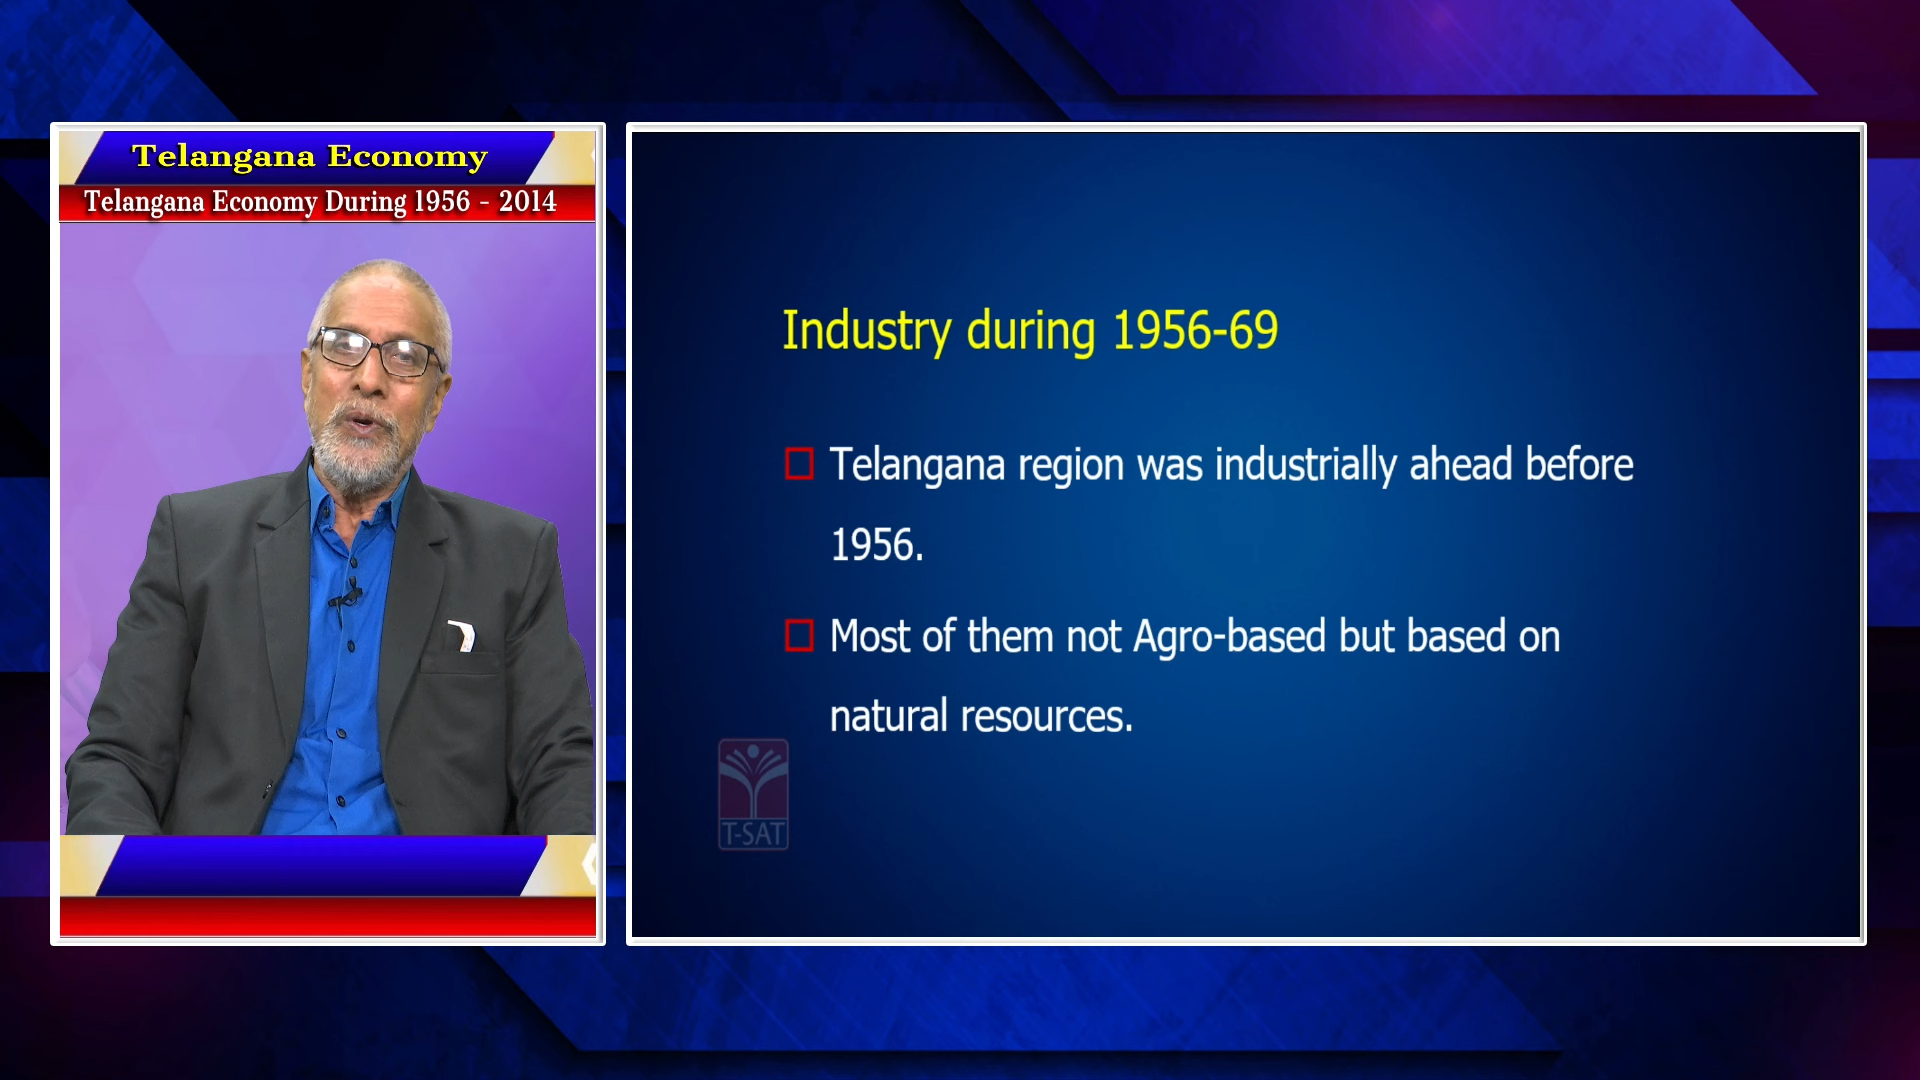 Telangana Economy
Telangana Economy During 1956 - 2014
Industry during 1956-69
Telangana region was industrially ahead before
1956.
Most of them not Agro-based but based on
natural resources.
T-SAT